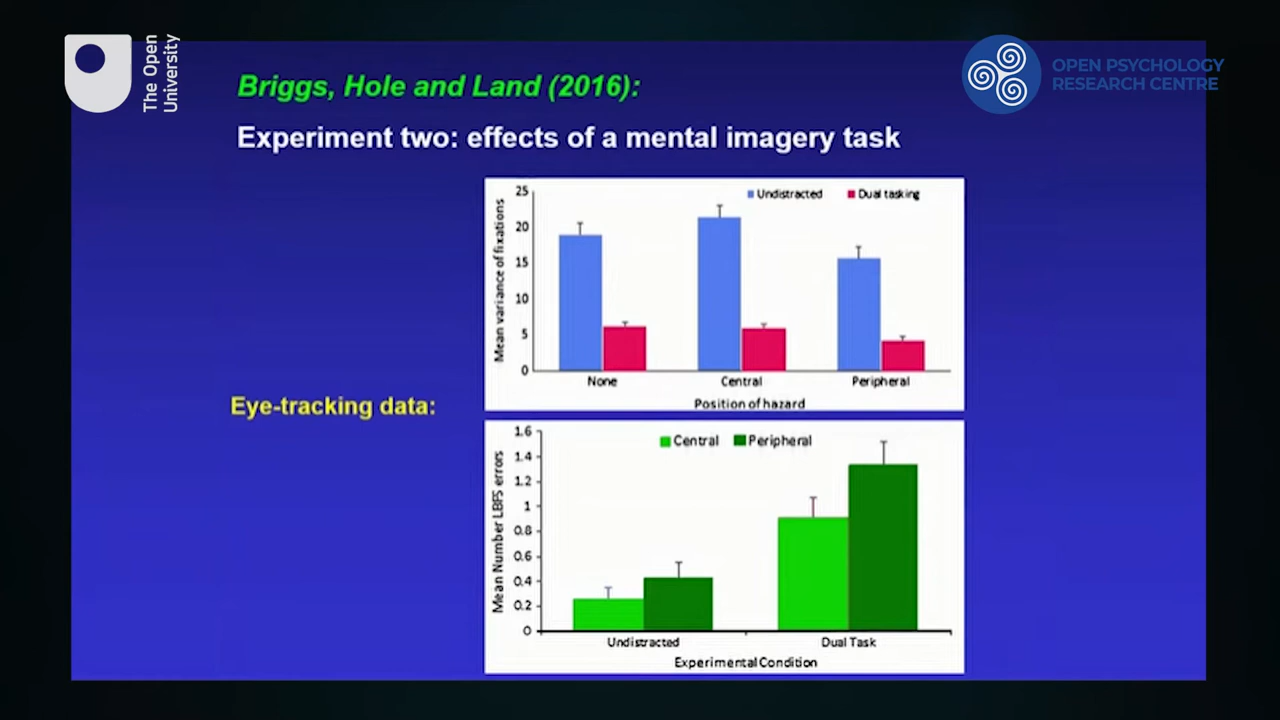 The Open
University
OPEN PSYCHOLOGY
RESEARCH CENTRE
Briggs, Hole and Land (2016):
Experiment two: effects of a mental imagery task
Eye-tracking data:
Mean variance of fixations
25
20
15
10
5
0
Undistracted
Dual tasking
None
Central
Peripheral
Position of hazard
Mean Number LBFS errors
1.6
1.4
1.2
1
0.8
0.6
0.4
0.2
0
Central
Peripheral
Undistracted
Dual Task
Experimental Condition